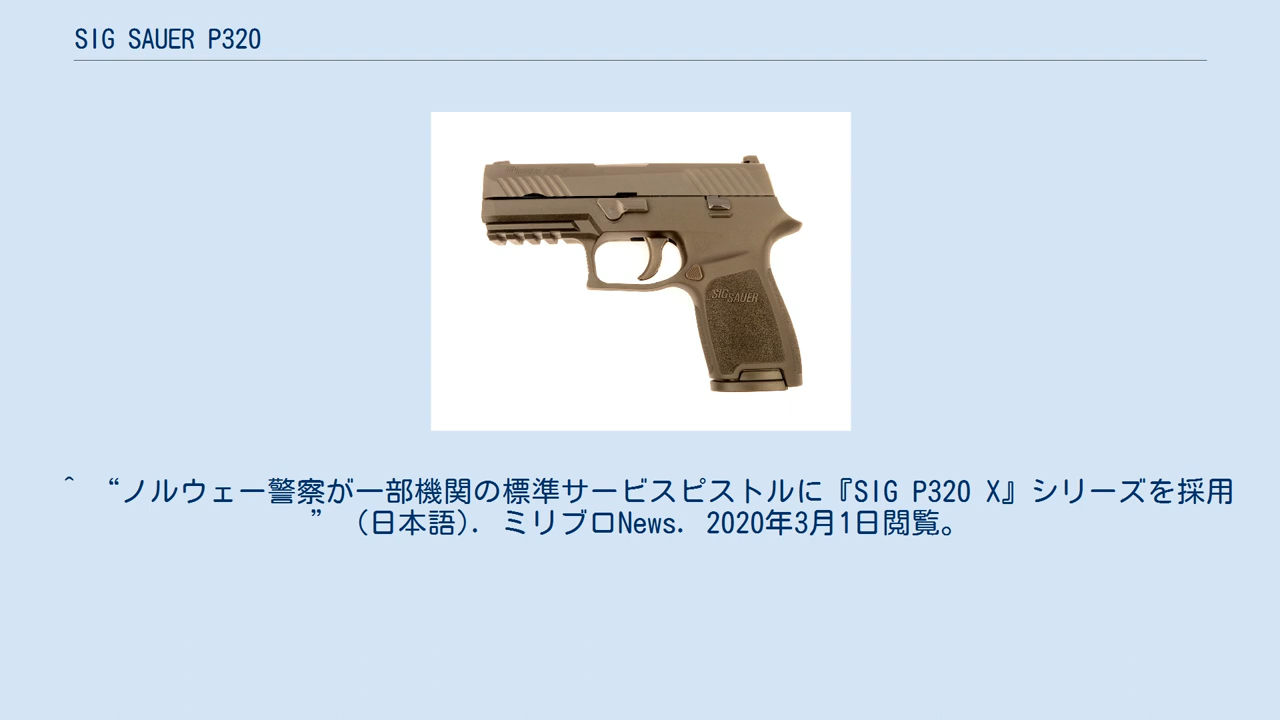 SIG SAUER P320
SIG SAUER
^ “ノルウェー警察が一部機関の標準サービスピストルに『SIG P320 X』シリーズを採用
” (日本語). ミリブロNews. 2020年3月1日閲覧。